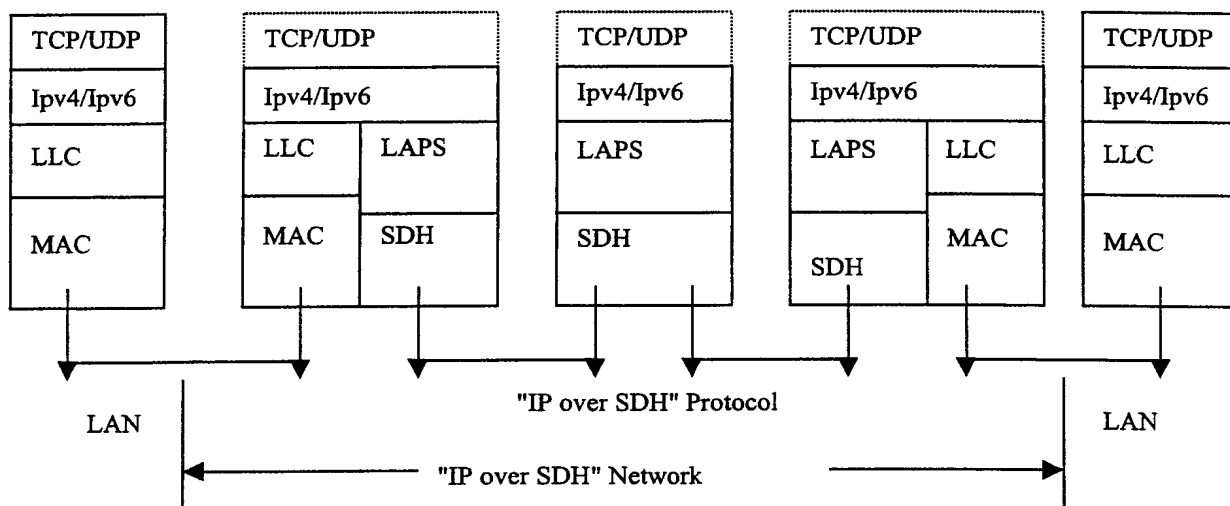 TCP/UDP
Ipv4/Ipv6
LLC
MAC
TCP/UDP
Ipv4/Ipv6
LLC
LAPS
MAC
SDH
TCP/UDP
Ipv4/Ipv6
LAPS
SDH
TCP/UDP
Ipv4/Ipv6
LAPS
LLC
SDH
MAC
TCP/UDP
Ipv4/Ipv6
LLC
MAC
LAN
"IP over SDH" Protocol
LAN
"IP over SDH" Network